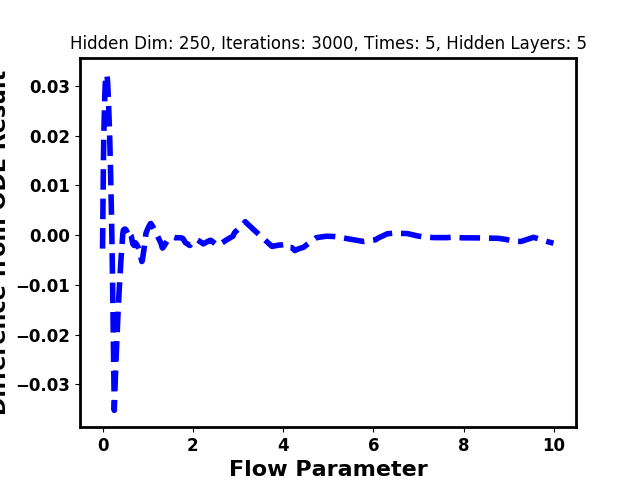 Hidden Dim: 250, Iterations: 3000, Times: 5, Hidden Layers: 5
Difference from ODE Result
0.03
0.02
0.01
0.00
−0.01
−0.02
−0.03
0 2 4 6 8 10
Flow Parameter